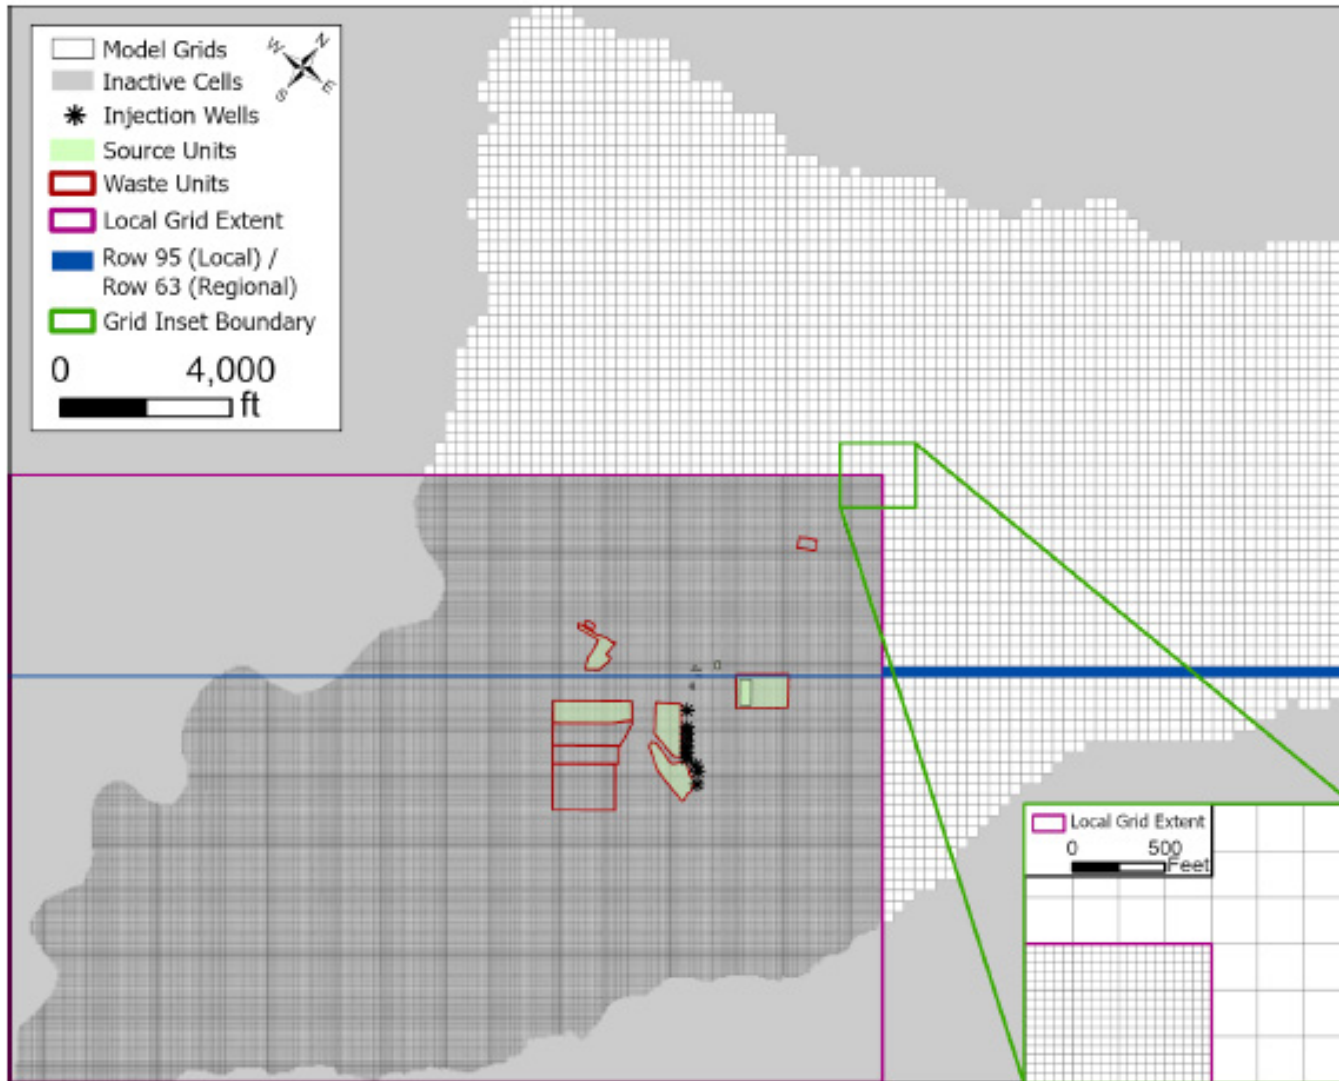 Model Grids
Inactive Cells
Injection Wells
Source Units
Waste Units
Local Grid Extent
Row 95 (Local) /
Row 63 (Regional)
Grid Inset Boundary
W N
S E
0 4,000
ft
Local Grid Extent
0 500
Feet